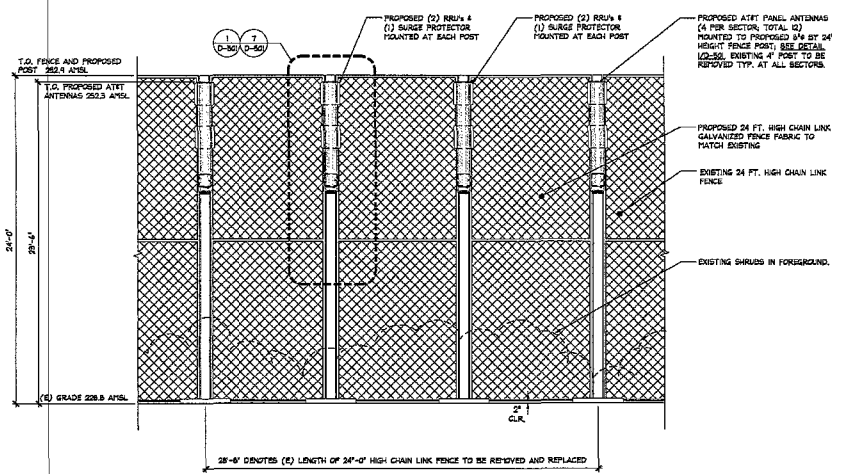 PROPOSED (2) RRU's &
(1) SURGE PROTECTOR
MOUNTED AT EACH POST
PROPOSED (2) RRU's &
(1) SURGE PROTECTOR
MOUNTED AT EACH POST
PROPOSED AT&T PANEL ANTENNAS
(4 PER SECTOR; TOTAL 12)
MOUNTED TO PROPOSED 8"ø BY 24'
HEIGHT FENCE POST; SEE DETAIL
1/D-501. EXISTING 4" POST TO BE
REMOVED TYP. AT ALL SECTORS.
1
D-501
7
D-501
T.O. FENCE AND PROPOSED
POST 252.9 AMSL
T.O. PROPOSED AT&T
ANTENNAS 252.3 AMSL
PROPOSED 24 FT. HIGH CHAIN LINK
GALVANIZED FENCE FABRIC TO
MATCH EXISTING
EXISTING 24 FT. HIGH CHAIN LINK
FENCE
24'-0"
23'-6"
EXISTING SHRUBS IN FOREGROUND.
(E) GRADE 228.8 AMSL
2"
CLR.
28'-6" DENOTES (E) LENGTH OF 24'-0" HIGH CHAIN LINK FENCE TO BE REMOVED AND REPLACED